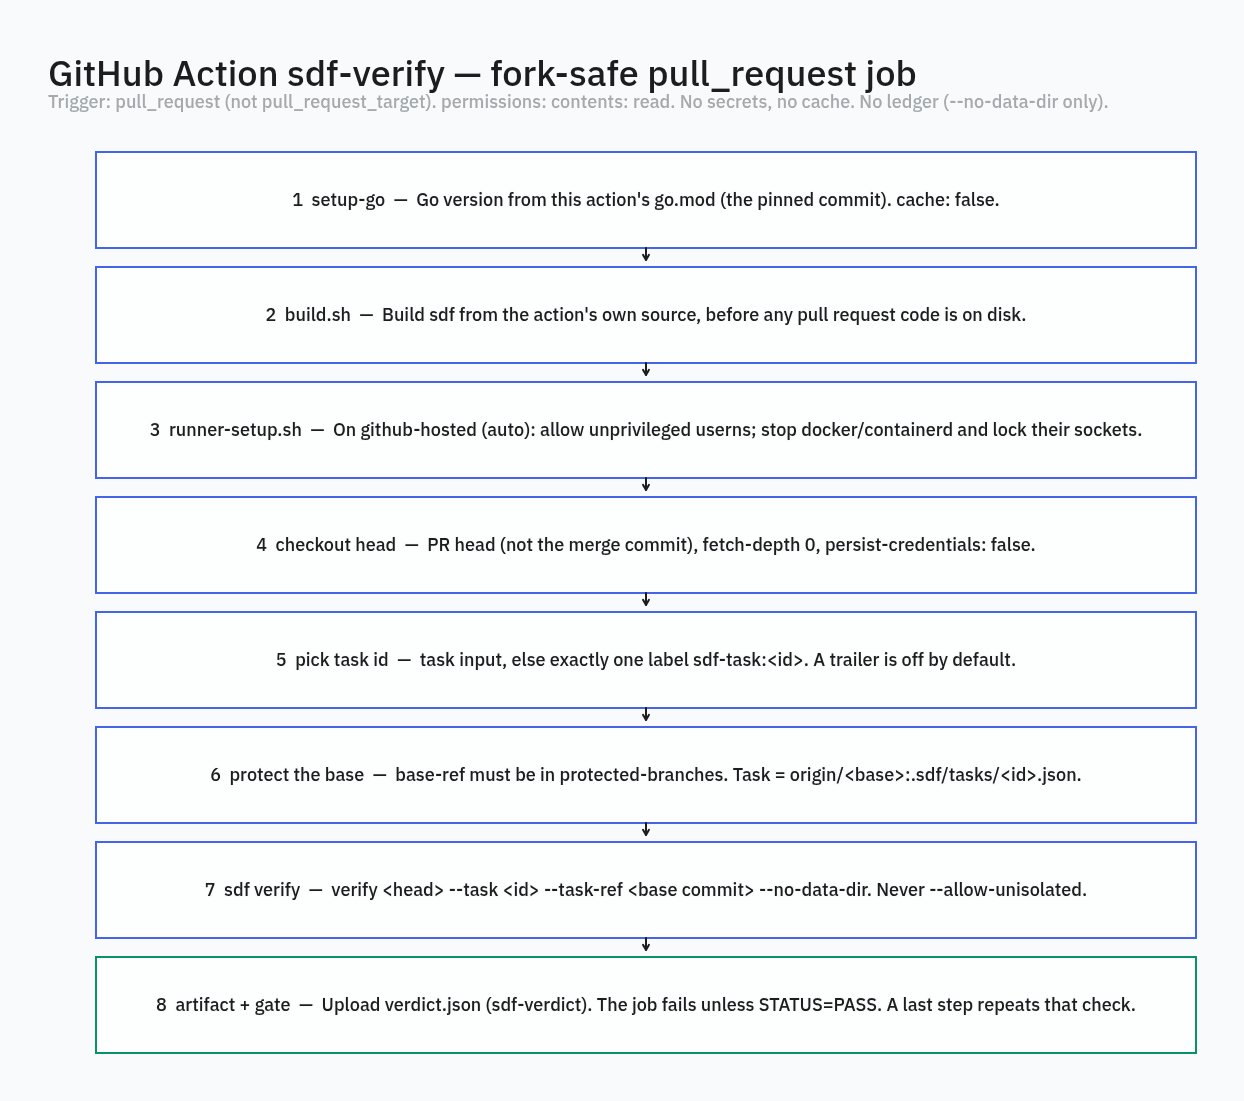 GitHub Action sdf-verify — fork-safe pull_request job
Trigger: pull_request (not pull_request_target). permissions: contents: read. No secrets, no cache. No ledger (--no-data-dir only).
1 setup-go — Go version from this action's go.mod (the pinned commit). cache: false.
2 build.sh — Build sdf from the action's own source, before any pull request code is on disk.
3 runner-setup.sh — On github-hosted (auto): allow unprivileged userns; stop docker/containerd and lock their sockets.
4 checkout head — PR head (not the merge commit), fetch-depth 0, persist-credentials: false.
5 pick task id — task input, else exactly one label sdf-task:<id>. A trailer is off by default.
6 protect the base — base-ref must be in protected-branches. Task = origin/<base>:.sdf/tasks/<id>.json.
7 sdf verify — verify <head> --task <id> --task-ref <base commit> --no-data-dir. Never --allow-unisolated.
8 artifact + gate — Upload verdict.json (sdf-verdict). The job fails unless STATUS=PASS. A last step repeats that check.